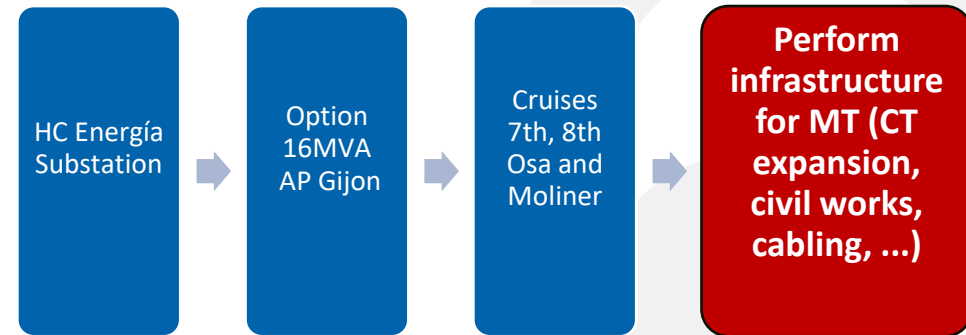 HC Energía
Substation
Option
16MVA
AP Gijon
Cruises
7th, 8th
Osa and
Moliner
Perform
infrastructure
for MT (CT
expansion,
civil works,
cabling, ...)